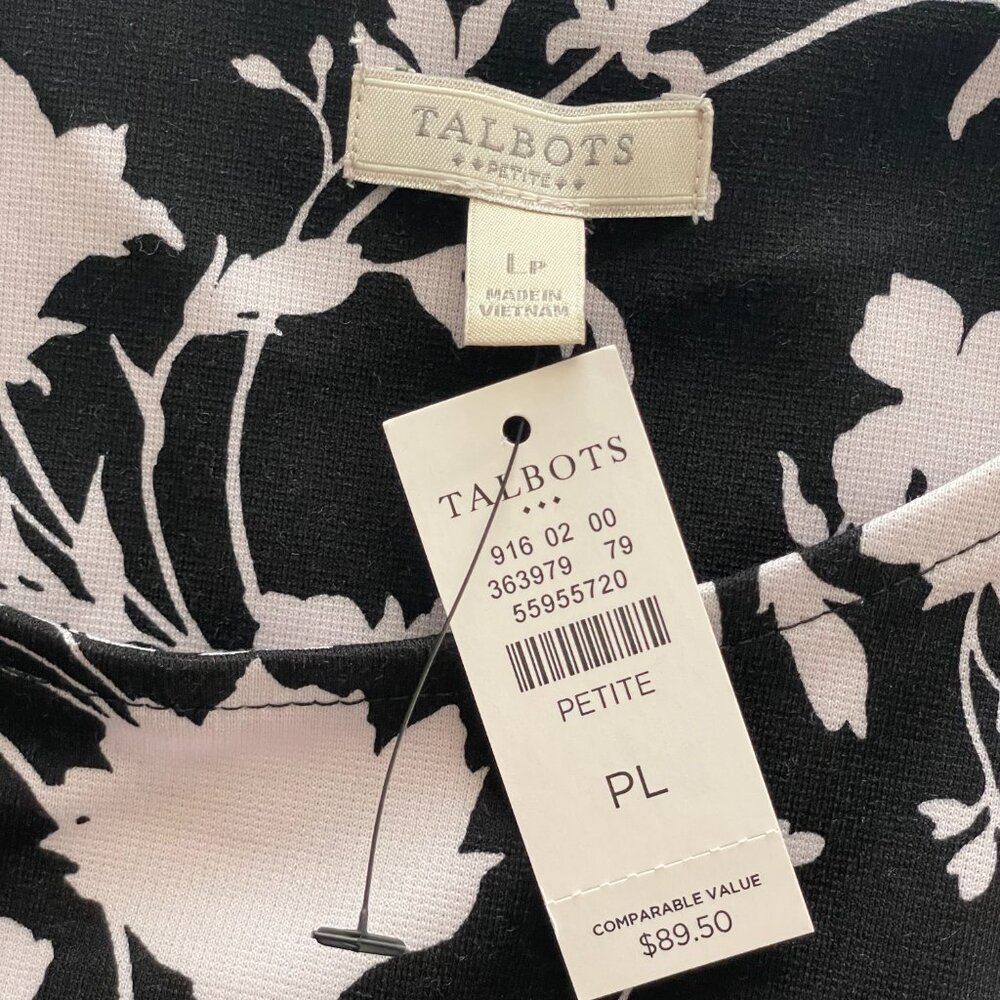 TALBOTS
PETITE
LP
MADE IN
VIETNAM
TALBOTS
916 02 00
363979 79
55955720
PETITE
PL
COMPARABLE VALUE
$89.50